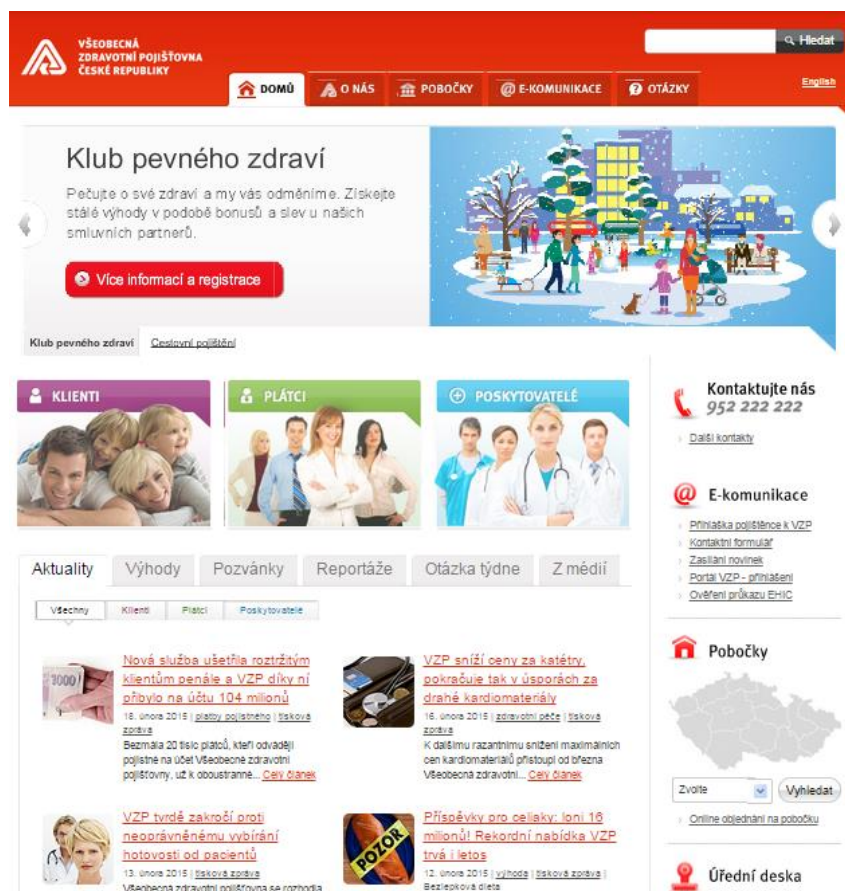 VŠEOBECNÁ
ZDRAVOTNÍ POJIŠŤOVNA
ČESKÉ REPUBLIKY
Hledat
English
DOMŮ
O NÁS
POBOČKY
@ E-KOMUNIKACE
OTÁZKY
Klub pevného zdraví
Pečujte o své zdraví a my vás odměníme. Získejte
stálé výhody v podobě bonusů a slev u našich
smluvních partnerů.
Více informací a registrace
Klub pevného zdraví
Cestovní pojištění
KLIENTI
PLÁTCI
POSKYTOVATELÉ
Kontaktujte nás
952 222 222
Další kontakty
@ E-komunikace
Přihláška pojištěnce k VZP
Kontaktní formulář
Zasílání novinek
Portál VZP - přihlášení
Ověření průkazu EHIC
Pobočky
Zvolte
Vyhledat
Online objednání na pobočku
Úřední deska
Aktuality
Výhody
Pozvánky
Reportáže
Otázka týdne
Z médií
Všechny
Klienti
Plátci
Poskytovatelé
5000
Nová služba ušetřila roztržitým
klientům penále a VZP díky ní
přibylo na účtu 104 milionů
18. února 2015 | platby pojistného | tisková
zpráva
Bezmála 20 tisíc plátců, kteří odvádějí
pojistné na účet Všeobecné zdravotní
pojišťovny, už k oboustranné... Celý článek
VZP sníží ceny za katétry,
pokračuje tak v úsporách za
drahé kardiomateriály
16. února 2015 | zdravotní péče | tisková
zpráva
K dalšímu razantnímu snížení maximálních
cen kardiomateriálů přistoupí od března
Všeobecná zdravotní... Celý článek
VZP tvrdě zakročí proti
neoprávněnému vybírání
hotovosti od pacientů
13. února 2015 | tisková zpráva
Všeobecná zdravotní pojišťovna se rozhodla
POZOR
Příspěvky pro celiaky: loni 16
milionů! Rekordní nabídka VZP
trvá i letos
12. února 2015 | výhoda | tisková zpráva |
Bezlepková dieta